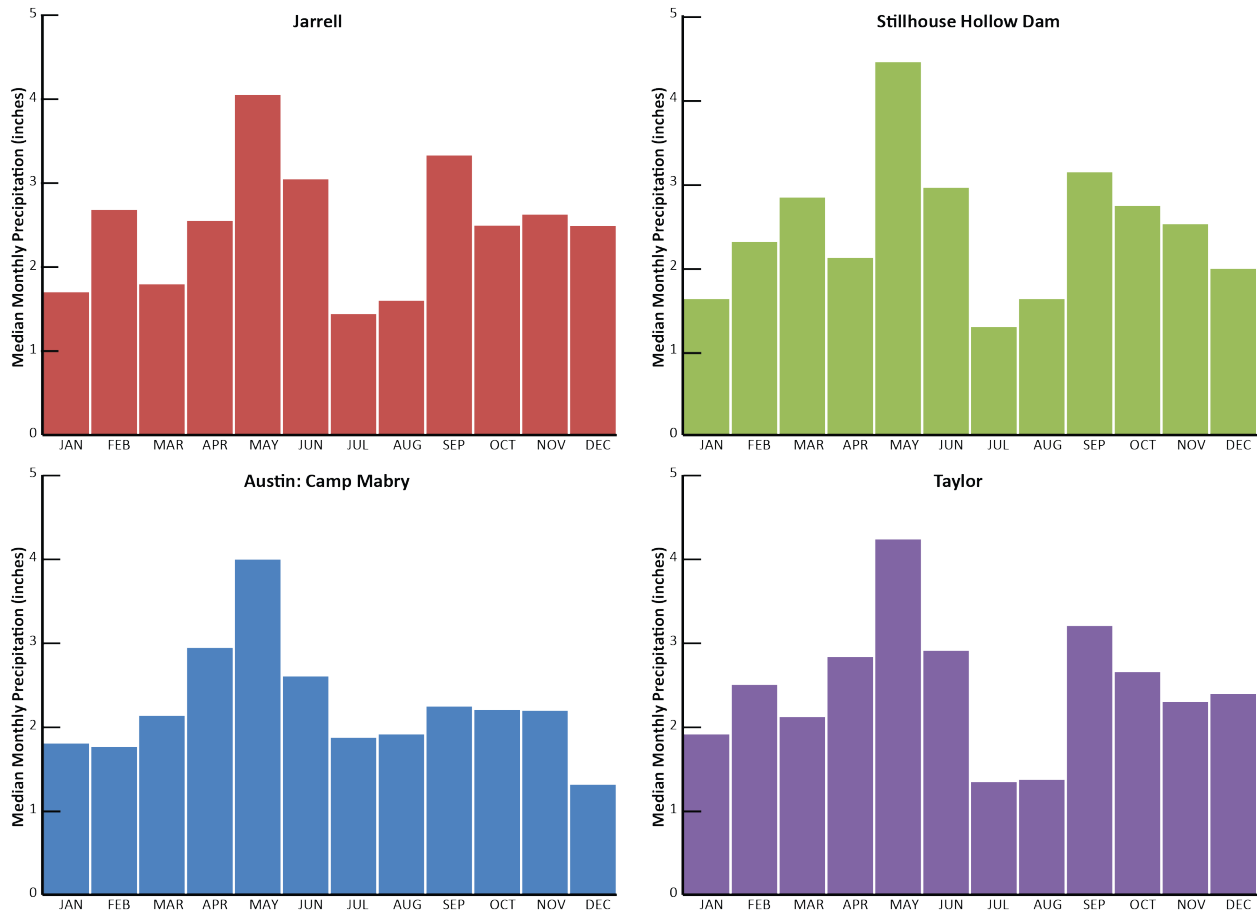 Jarrell
Median Monthly Precipitation (inches)
5
4
3
2
1
0
JAN FEB MAR APR MAY JUN JUL AUG SEP OCT NOV DEC
Stillhouse Hollow Dam
Median Monthly Precipitation (inches)
5
4
3
2
1
0
JAN FEB MAR APR MAY JUN JUL AUG SEP OCT NOV DEC
Austin: Camp Mabry
Median Monthly Precipitation (inches)
5
4
3
2
1
0
JAN FEB MAR APR MAY JUN JUL AUG SEP OCT NOV DEC
Taylor
Median Monthly Precipitation (inches)
5
4
3
2
1
0
JAN FEB MAR APR MAY JUN JUL AUG SEP OCT NOV DEC